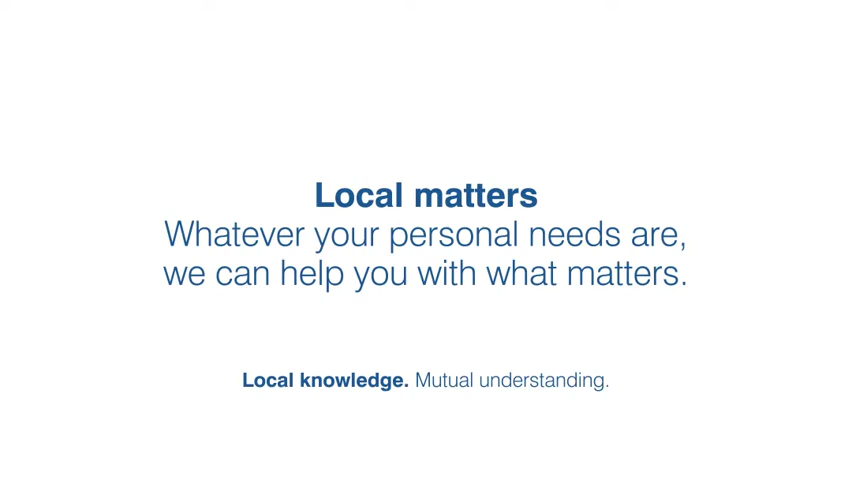 Local matters
Whatever your personal needs are,
we can help you with what matters.
Local knowledge. Mutual understanding.